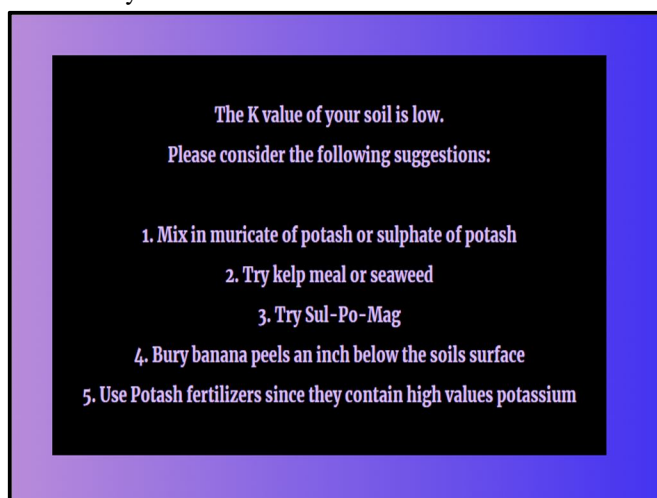 The K value of your soil is low.
Please consider the following suggestions:
1. Mix in muricate of potash or sulphate of potash
2. Try kelp meal or seaweed
3. Try Sul-Po-Mag
4. Bury banana peels an inch below the soils surface
5. Use Potash fertilizers since they contain high values potassium